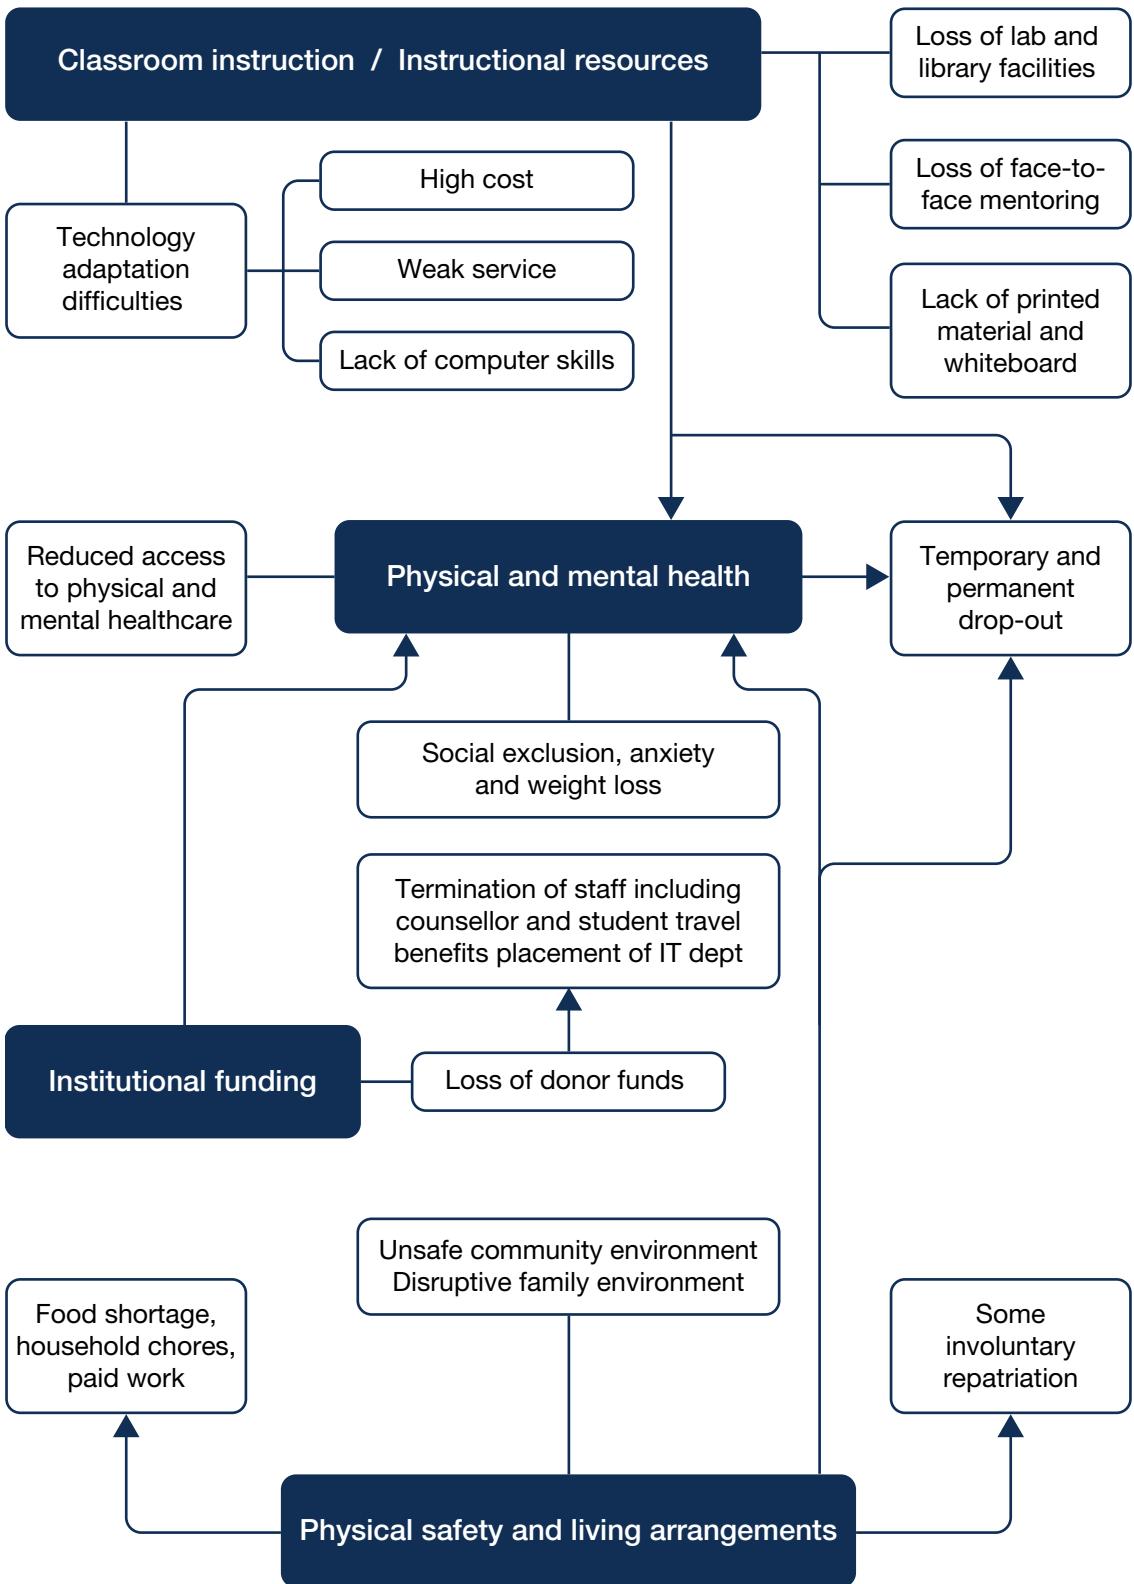 Classroom instruction / Instructional resources
Loss of lab and
library facilities
High cost
Loss of face-to-
face mentoring
Technology
adaptation
difficulties
Weak service
Lack of printed
material and
whiteboard
Lack of computer skills
Reduced access
to physical and
mental healthcare
Physical and mental health
Temporary and
permanent
drop-out
Social exclusion, anxiety
and weight loss
Termination of staff including
counsellor and student travel
benefits placement of IT dept
Institutional funding
Loss of donor funds
Unsafe community environment
Disruptive family environment
Food shortage,
household chores,
paid work
Some
involuntary
repatriation
Physical safety and living arrangements